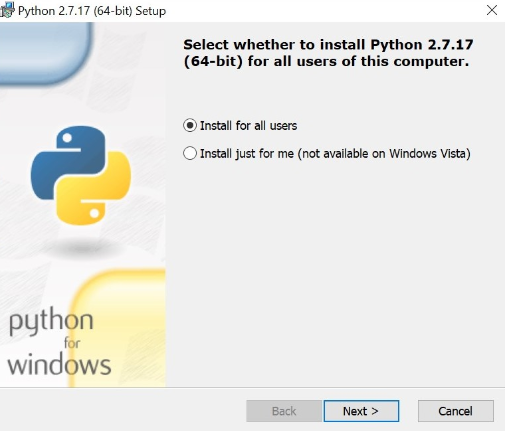 Python 2.7.17 (64-bit) Setup
Select whether to install Python 2.7.17
(64-bit) for all users of this computer.
Install for all users
Install just for me (not available on Windows Vista)
python
for
windows
Back
Next >
Cancel